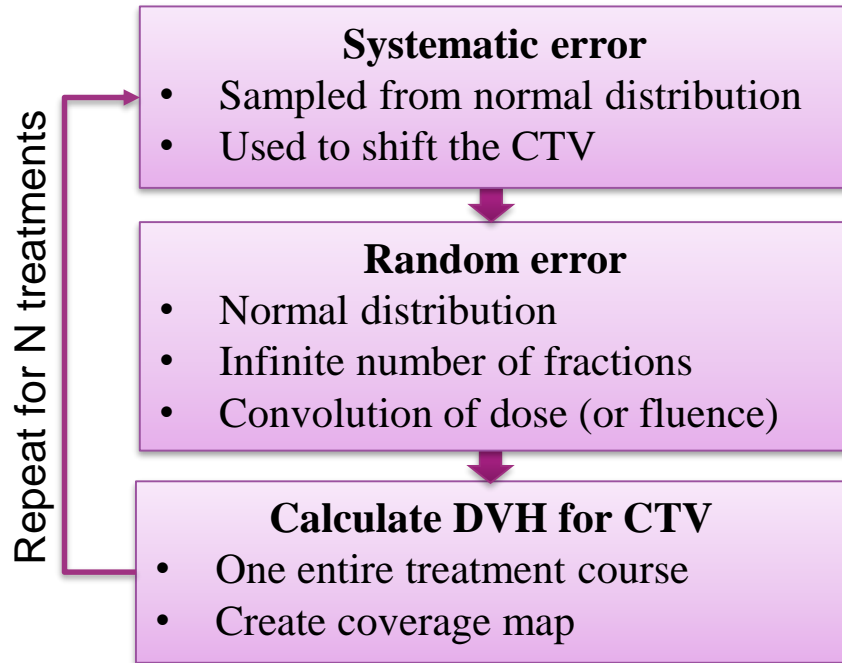 Repeat for N treatments
Systematic error
• Sampled from normal distribution
• Used to shift the CTV
Random error
• Normal distribution
• Infinite number of fractions
• Convolution of dose (or fluence)
Calculate DVH for CTV
• One entire treatment course
• Create coverage map